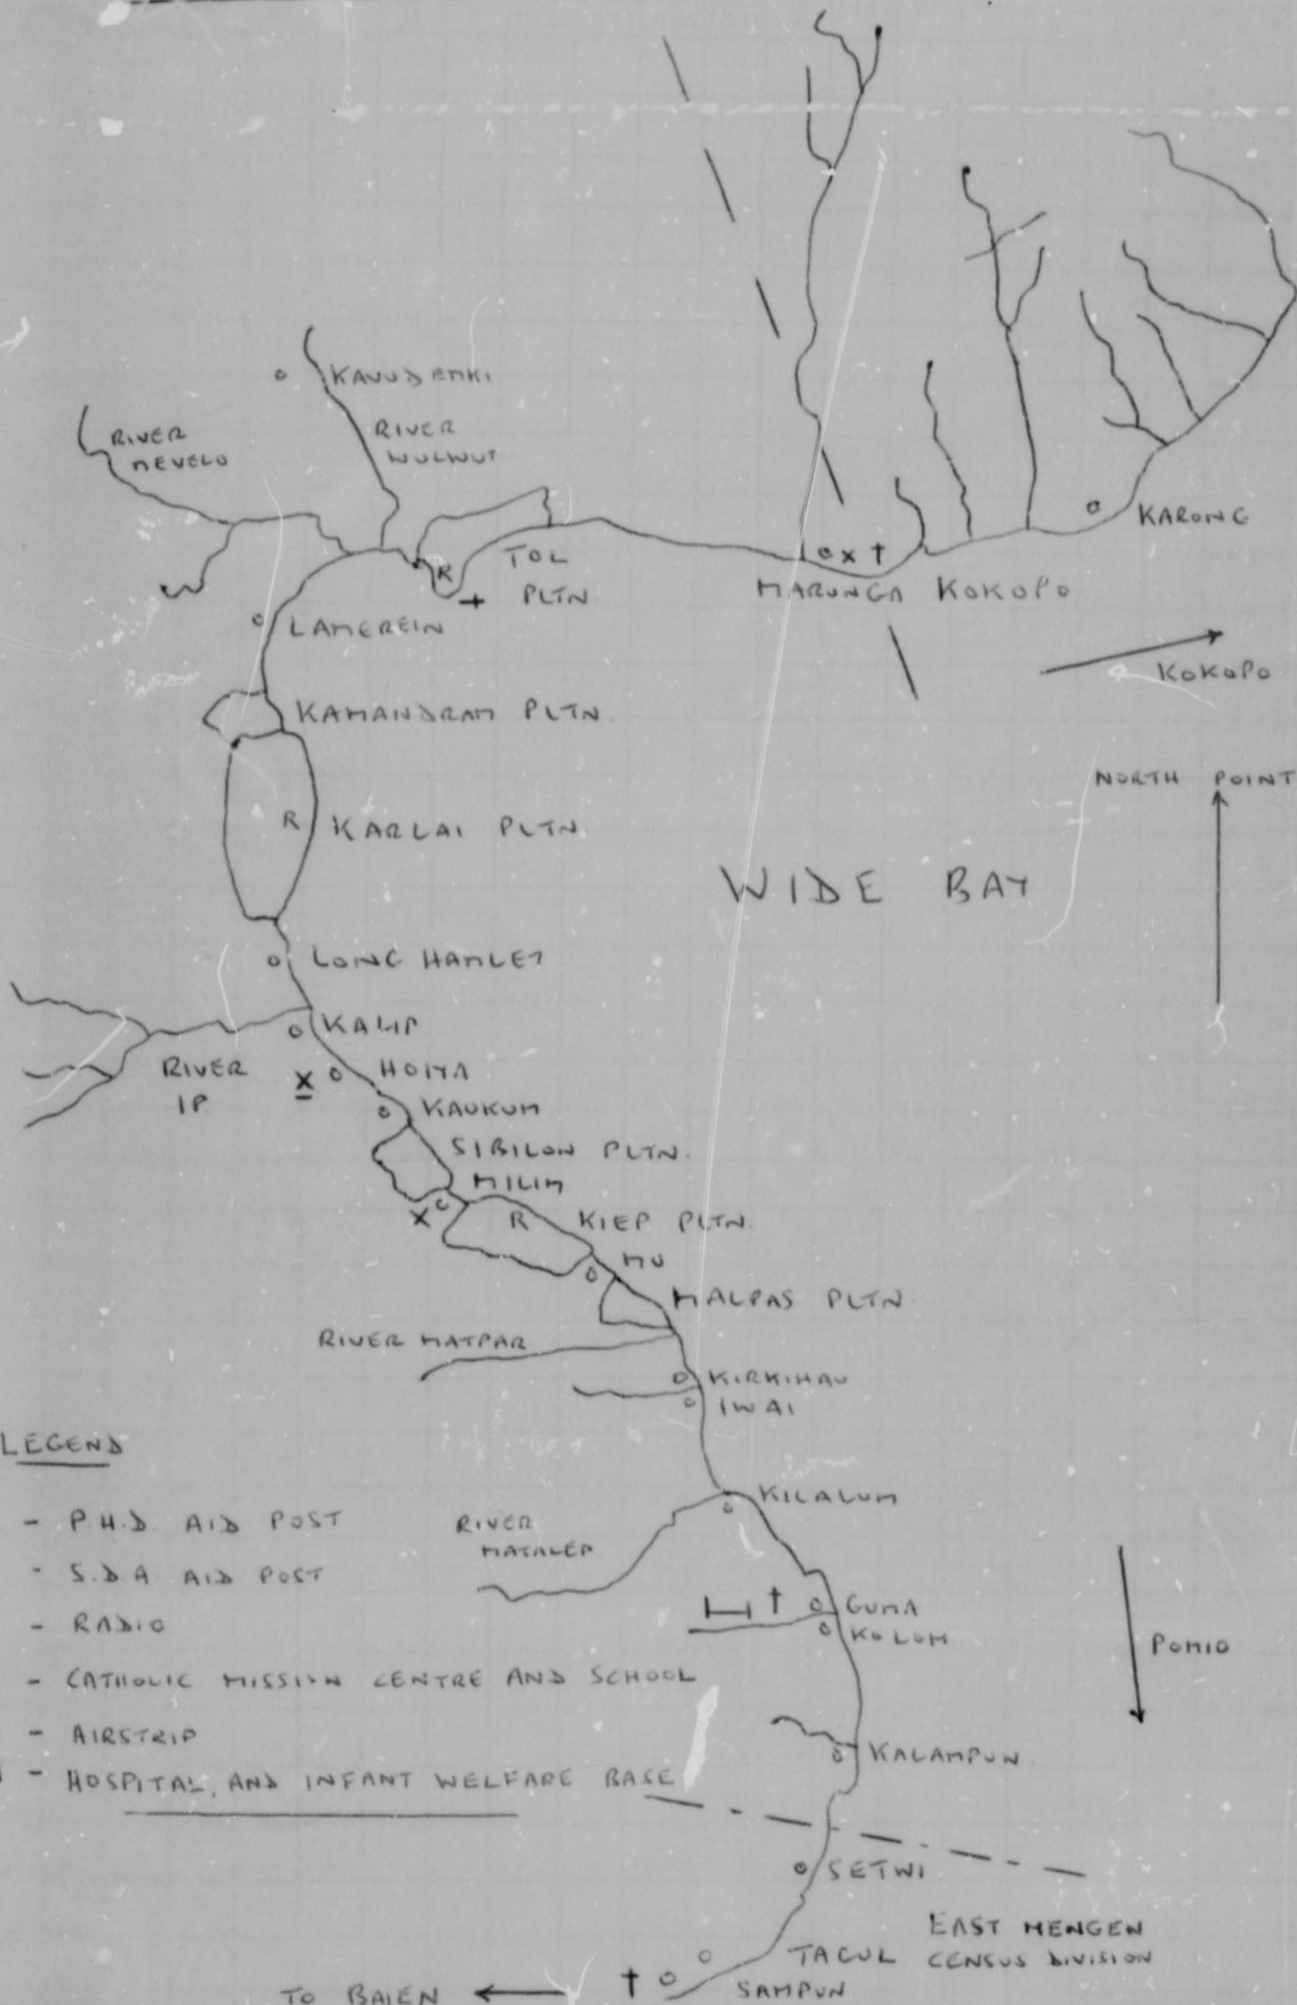 KAVUDEMKI
RIVER
NEVELO
RIVER
WULWUT
KARONG
TOL
PLTN
R
X †
MARUNGA KOKOPO
LAMEREIN
KOKOPO
KAMANDRAM PLTN.
NORTH POINT
R KARLAI PLTN.
WIDE BAY
LONG HAMLET
KALIP
RIVER
IP
X HOIYA
KAUKUM
SIBILON PLTN.
MILIM
X
R KIEP PLTN.
MU
MALPAS PLTN.
RIVER MATPAR
KIRKIHAU
IWAI
LEGEND
KILALUM
- P.H.D. AID POST
RIVER
MATALEP
- S.D.A. AID POST
- RADIO
† GUMA
KOLOM
POMIO
- CATHOLIC MISSION CENTRE AND SCHOOL
- AIRSTRIP
KALAMPUN
- HOSPITAL, AND INFANT WELFARE BASE
SETWI
EAST MENGEN
CENSUS DIVISION
TAGUL
† SAMPUN
TO BAIEN